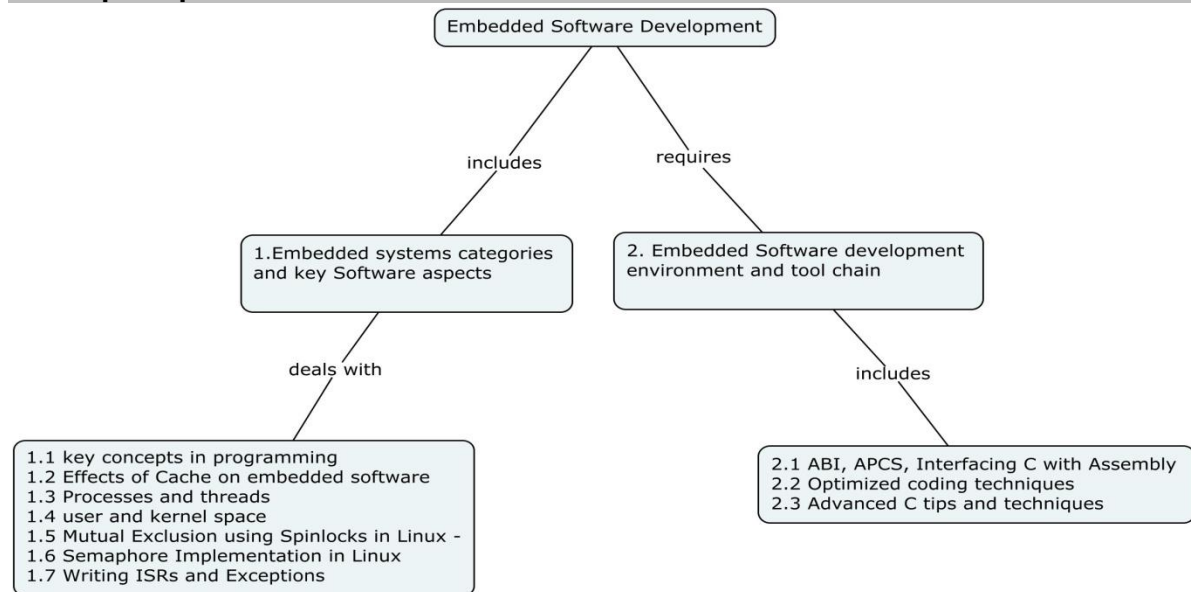 Embedded Software Development
includes
requires
1.Embedded systems categories
and key Software aspects
2. Embedded Software development
environment and tool chain
deals with
includes
1.1 key concepts in programming
1.2 Effects of Cache on embedded software
1.3 Processes and threads
1.4 user and kernel space
1.5 Mutual Exclusion using Spinlocks in Linux -
1.6 Semaphore Implementation in Linux
1.7 Writing ISRs and Exceptions
2.1 ABI, APCS, Interfacing C with Assembly
2.2 Optimized coding techniques
2.3 Advanced C tips and techniques